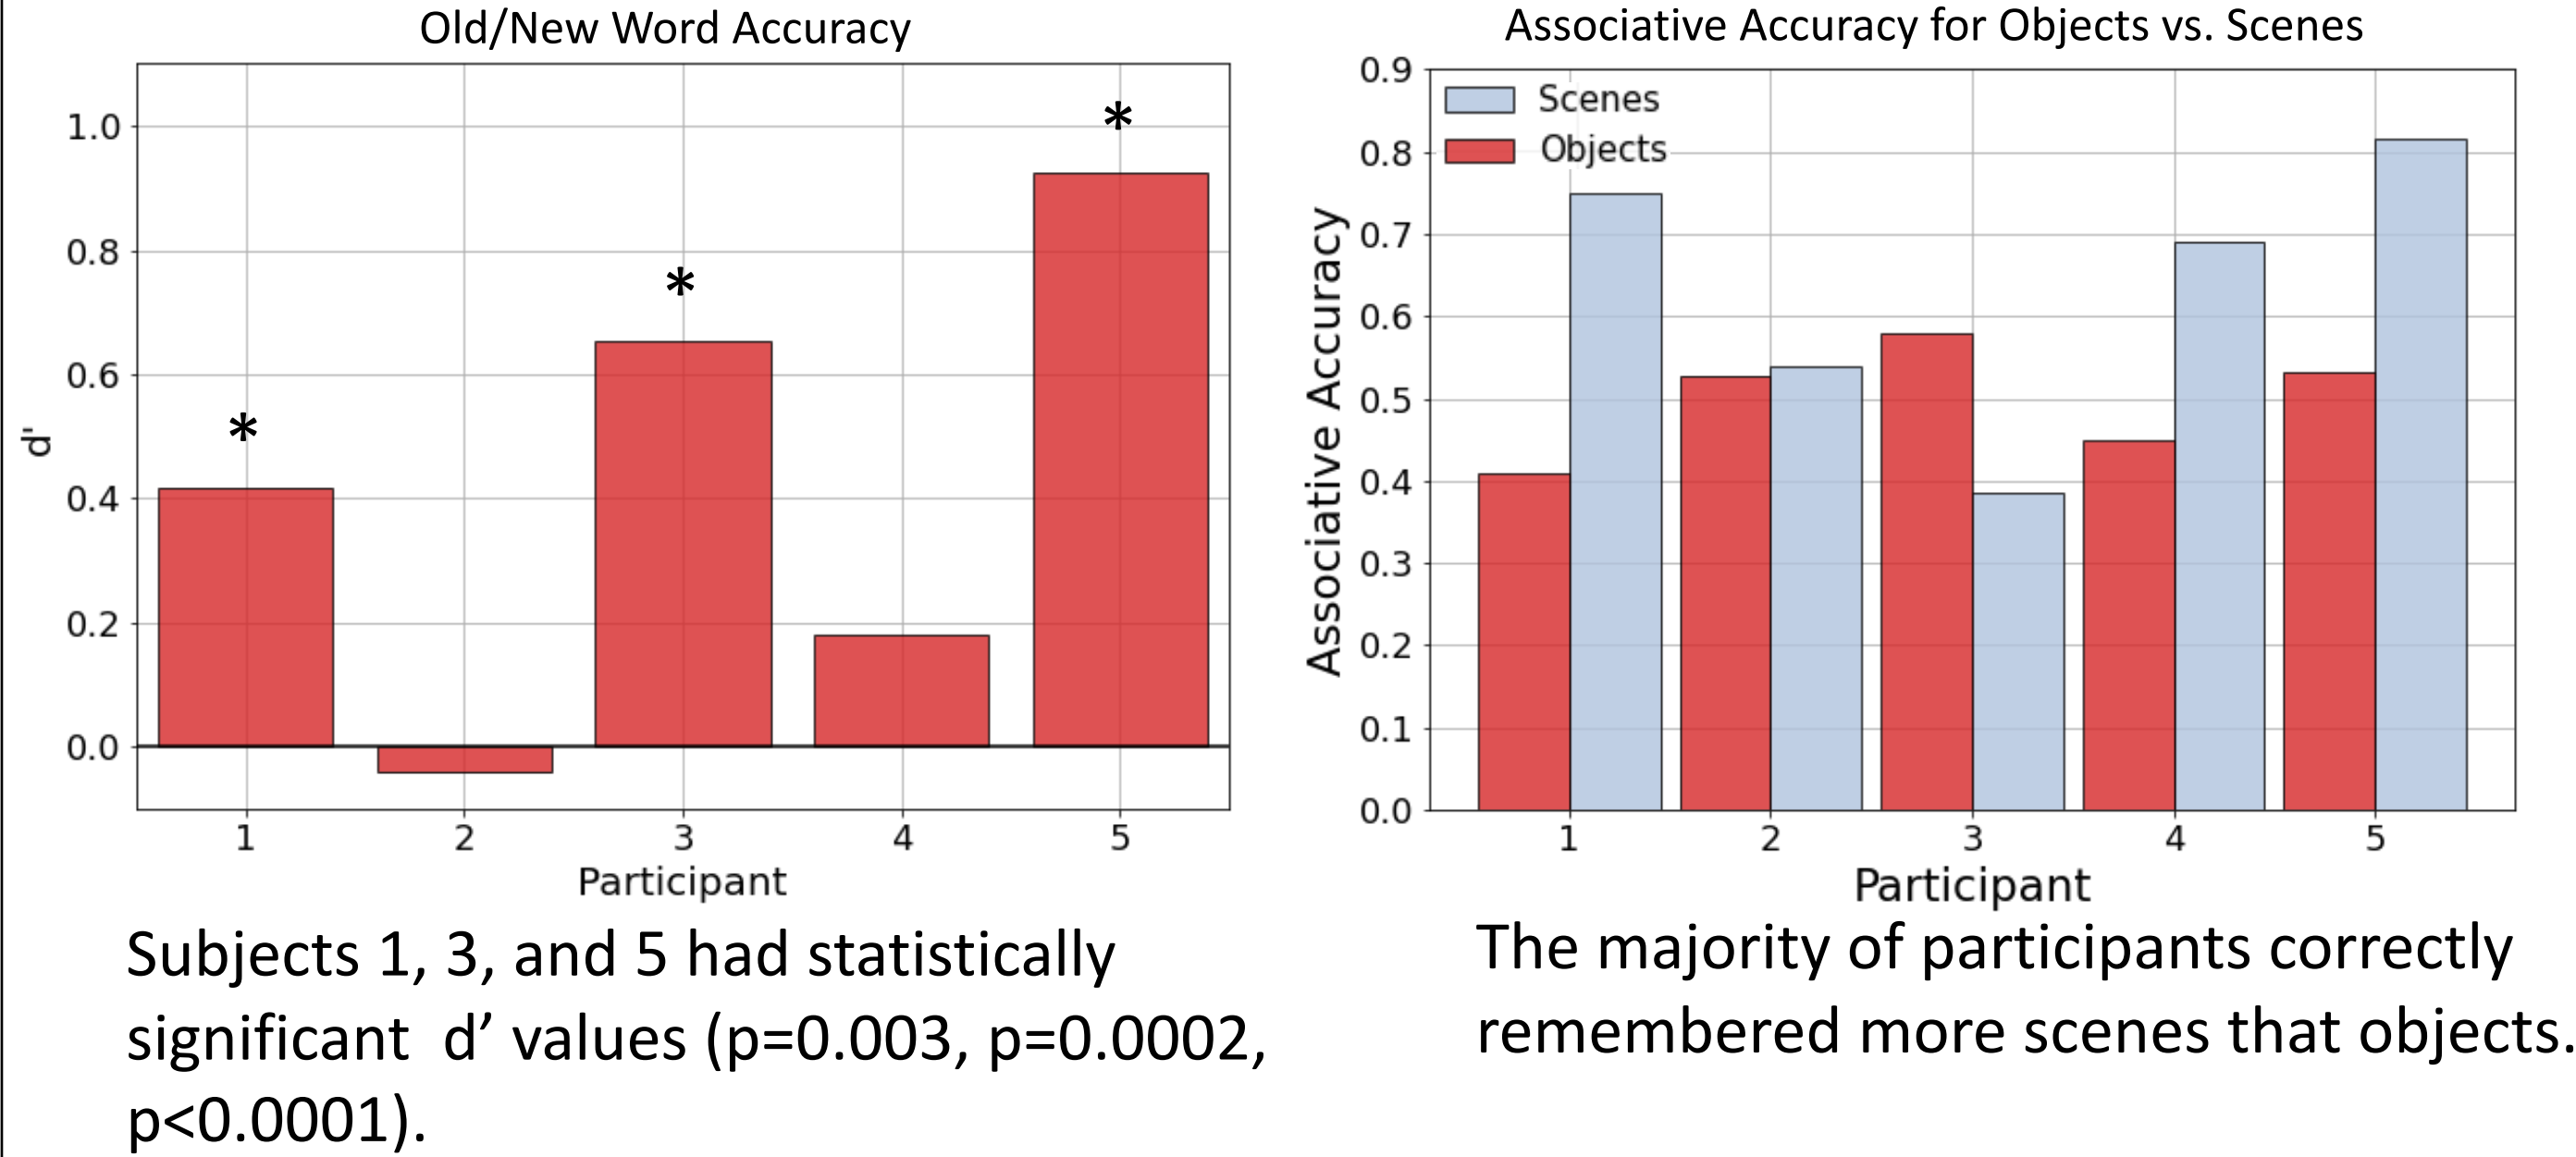 Old/New Word Accuracy
d'
1.0
0.8
0.6
0.4
0.2
0.0
*
*
*
1 2 3 4 5
Participant
Subjects 1, 3, and 5 had statistically
significant d’ values (p=0.003, p=0.0002,
p<0.0001).
Associative Accuracy for Objects vs. Scenes
Associative Accuracy
0.9
0.8
0.7
0.6
0.5
0.4
0.3
0.2
0.1
0.0
Scenes
Objects
1 2 3 4 5
Participant
The majority of participants correctly
remembered more scenes that objects.